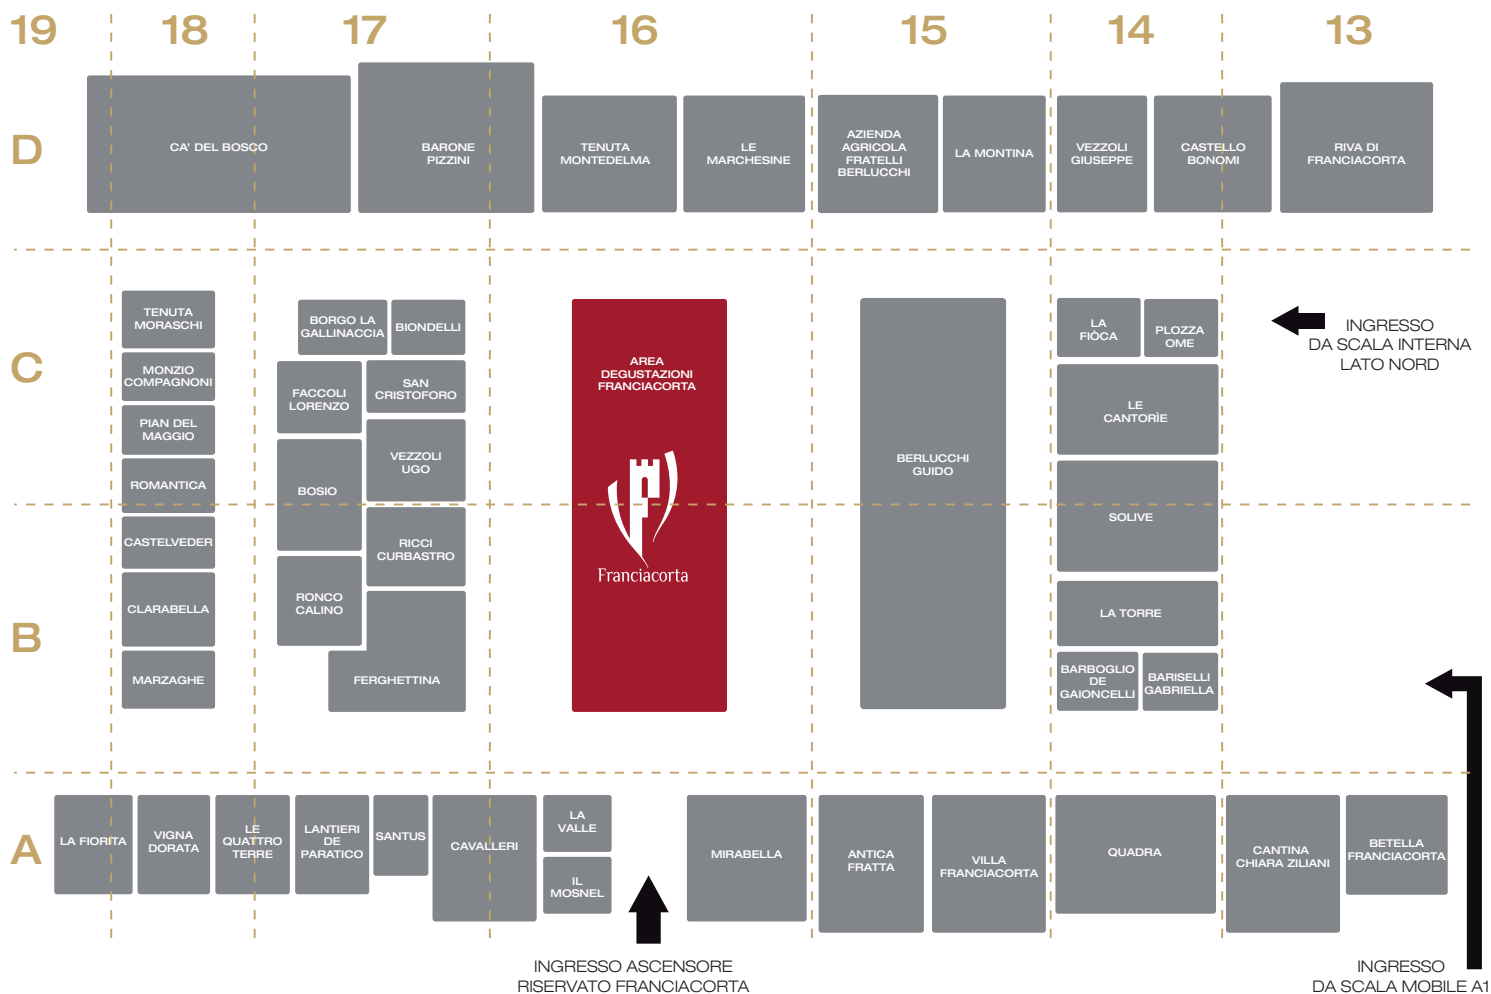 19 18 17 16 15 14 13
D
CA' DEL BOSCO
BARONE
PIZZINI
TENUTA
MONTEDELMA
LE
MARCHESINE
AZIENDA
AGRICOLA
FRATELLI
BERLUCCHI
LA MONTINA
VEZZOLI
GIUSEPPE
CASTELLO
BONOMI
RIVA DI
FRANCIACORTA
C
TENUTA
MORASCHI
MONZIO
COMPAGNONI
PIAN DEL
MAGGIO
ROMANTICA
BORGO LA
GALLINACCIA
BIONDELLI
FACCOLI
LORENZO
SAN
CRISTOFORO
VEZZOLI
UGO
BOSIO
AREA
DEGUSTAZIONI
FRANCIACORTA
Franciacorta
BERLUCCHI
GUIDO
LA
FIÒCA
PLOZZA
OME
LE
CANTORÌE
SOLIVE
INGRESSO
DA SCALA INTERNA
LATO NORD
B
CASTELVEDER
CLARABELLA
MARZAGHE
RICCI
CURBASTRO
RONCO
CALINO
FERGHETTINA
LA TORRE
BARBOGLIO
DE
GAIONCELLI
BARISELLI
GABRIELLA
A
LA FIORITA
VIGNA
DORATA
LE
QUATTRO
TERRE
LANTIERI
DE
PARATICO
SANTUS
CAVALLERI
LA
VALLE
IL
MOSNEL
MIRABELLA
ANTICA
FRATTA
VILLA
FRANCIACORTA
QUADRA
CANTINA
CHIARA ZILIANI
BETELLA
FRANCIACORTA
INGRESSO ASCENSORE
RISERVATO FRANCIACORTA
INGRESSO
DA SCALA MOBILE A1